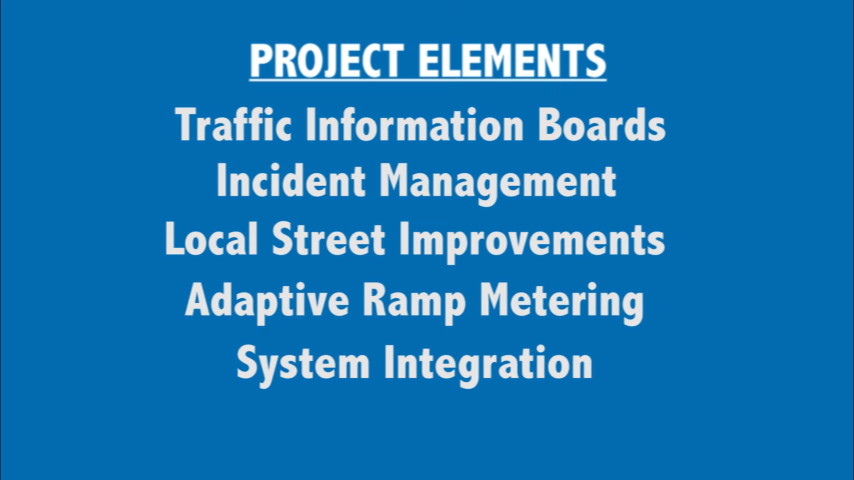 PROJECT ELEMENTS
Traffic Information Boards
Incident Management
Local Street Improvements
Adaptive Ramp Metering
System Integration